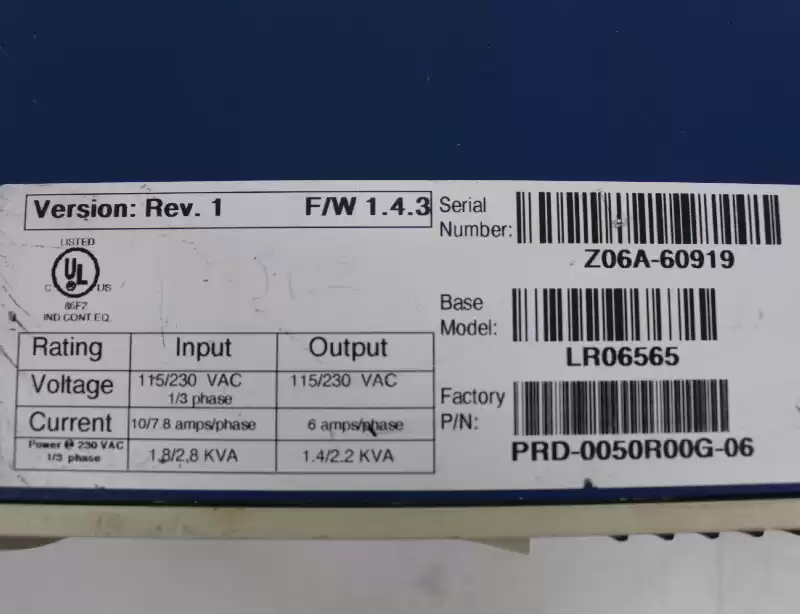 Version: Rev. 1 F/W 1.4.3
LISTED
C UL US
86F2
IND CONT.EQ.
Rating Input Output
Voltage 115/230 VAC 1/3 phase 115/230 VAC
Current 10/7.8 amps/phase 6 amps/phase
Power @ 230 VAC 1/3 phase 1.8/2.8 KVA 1.4/2.2 KVA
Serial Number:
Z06A-60919
Base Model:
LR06565
Factory P/N:
PRD-0050R00G-06